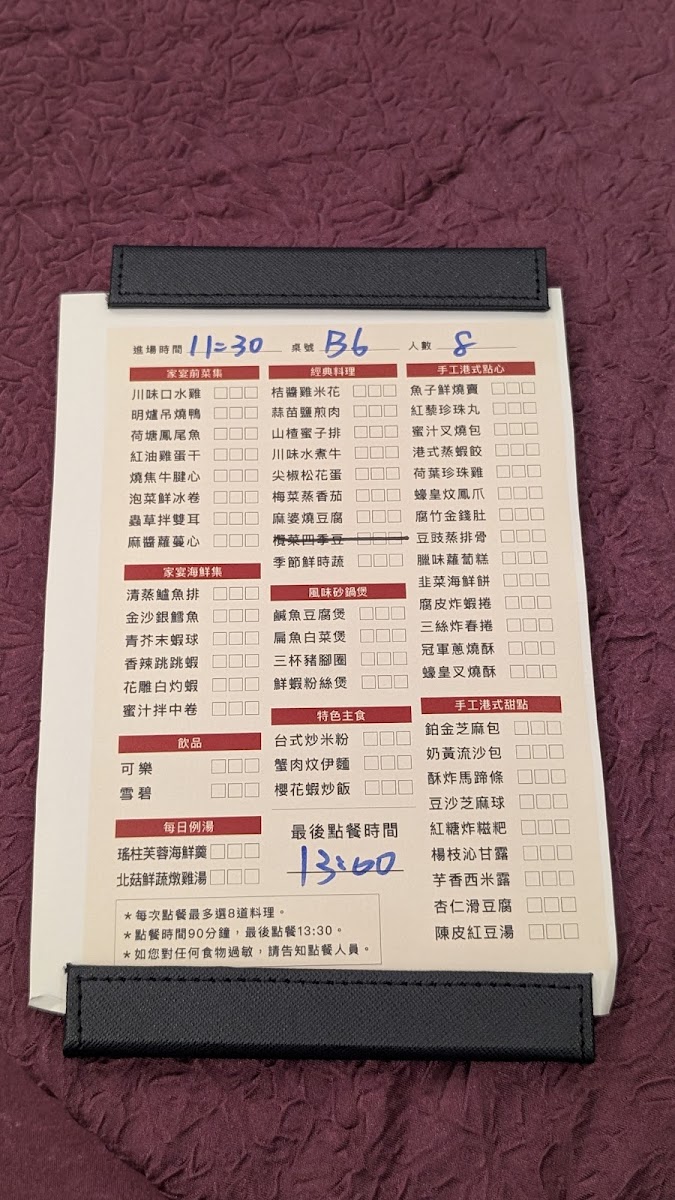 進場時間 11:30 桌號 B6 人數 8
家宴前菜集
川味口水雞
明爐吊燒鴨
荷塘鳳尾魚
紅油雞蛋干
燒焦牛腱心
泡菜鮮冰卷
蟲草拌雙耳
麻醬蘿蔓心
家宴海鮮集
清蒸鱸魚排
金沙銀鱈魚
青芥末蝦球
香辣跳跳蝦
花雕白灼蝦
蜜汁拌中卷
飲品
可樂
雪碧
每日例湯
瑤柱芙蓉海鮮羹
北菇鮮蔬燉雞湯
經典料理
桔醬雞米花
蒜苗鹽煎肉
山楂蜜子排
川味水煮牛
尖椒松花蛋
梅菜蒸香茄
麻婆燒豆腐
欖菜四季豆
季節鮮時蔬
風味砂鍋煲
鹹魚豆腐煲
扁魚白菜煲
三杯豬腳圈
鮮蝦粉絲煲
特色主食
台式炒米粉
蟹肉炆伊麵
櫻花蝦炒飯
最後點餐時間
13:00
手工港式點心
魚子鮮燒賣
紅藜珍珠丸
蜜汁叉燒包
港式蒸蝦餃
荷葉珍珠雞
蠔皇炆鳳爪
腐竹金錢肚
豆豉蒸排骨
臘味蘿蔔糕
韭菜海鮮餅
腐皮炸蝦捲
三絲炸春捲
冠軍蔥燒酥
蠔皇叉燒酥
手工港式甜點
鉑金芝麻包
奶黃流沙包
酥炸馬蹄條
豆沙芝麻球
紅糖炸糍粑
楊枝沁甘露
芋香西米露
杏仁滑豆腐
陳皮紅豆湯
＊每次點餐最多選8道料理。
＊點餐時間90分鐘，最後點餐13:30。
＊如您對任何食物過敏，請告知點餐人員。